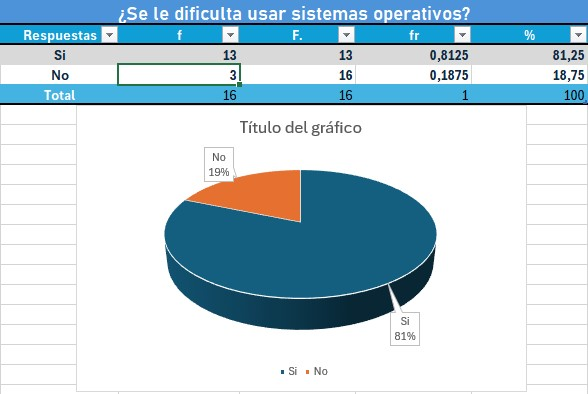 ¿Se le dificulta usar sistemas operativos?
Respuestas f F. fr %
Si 13 13 0,8125 81,25
No 3 16 0,1875 18,75
Total 16 16 1 100
Título del gráfico
No
19%
Si
81%
Si No